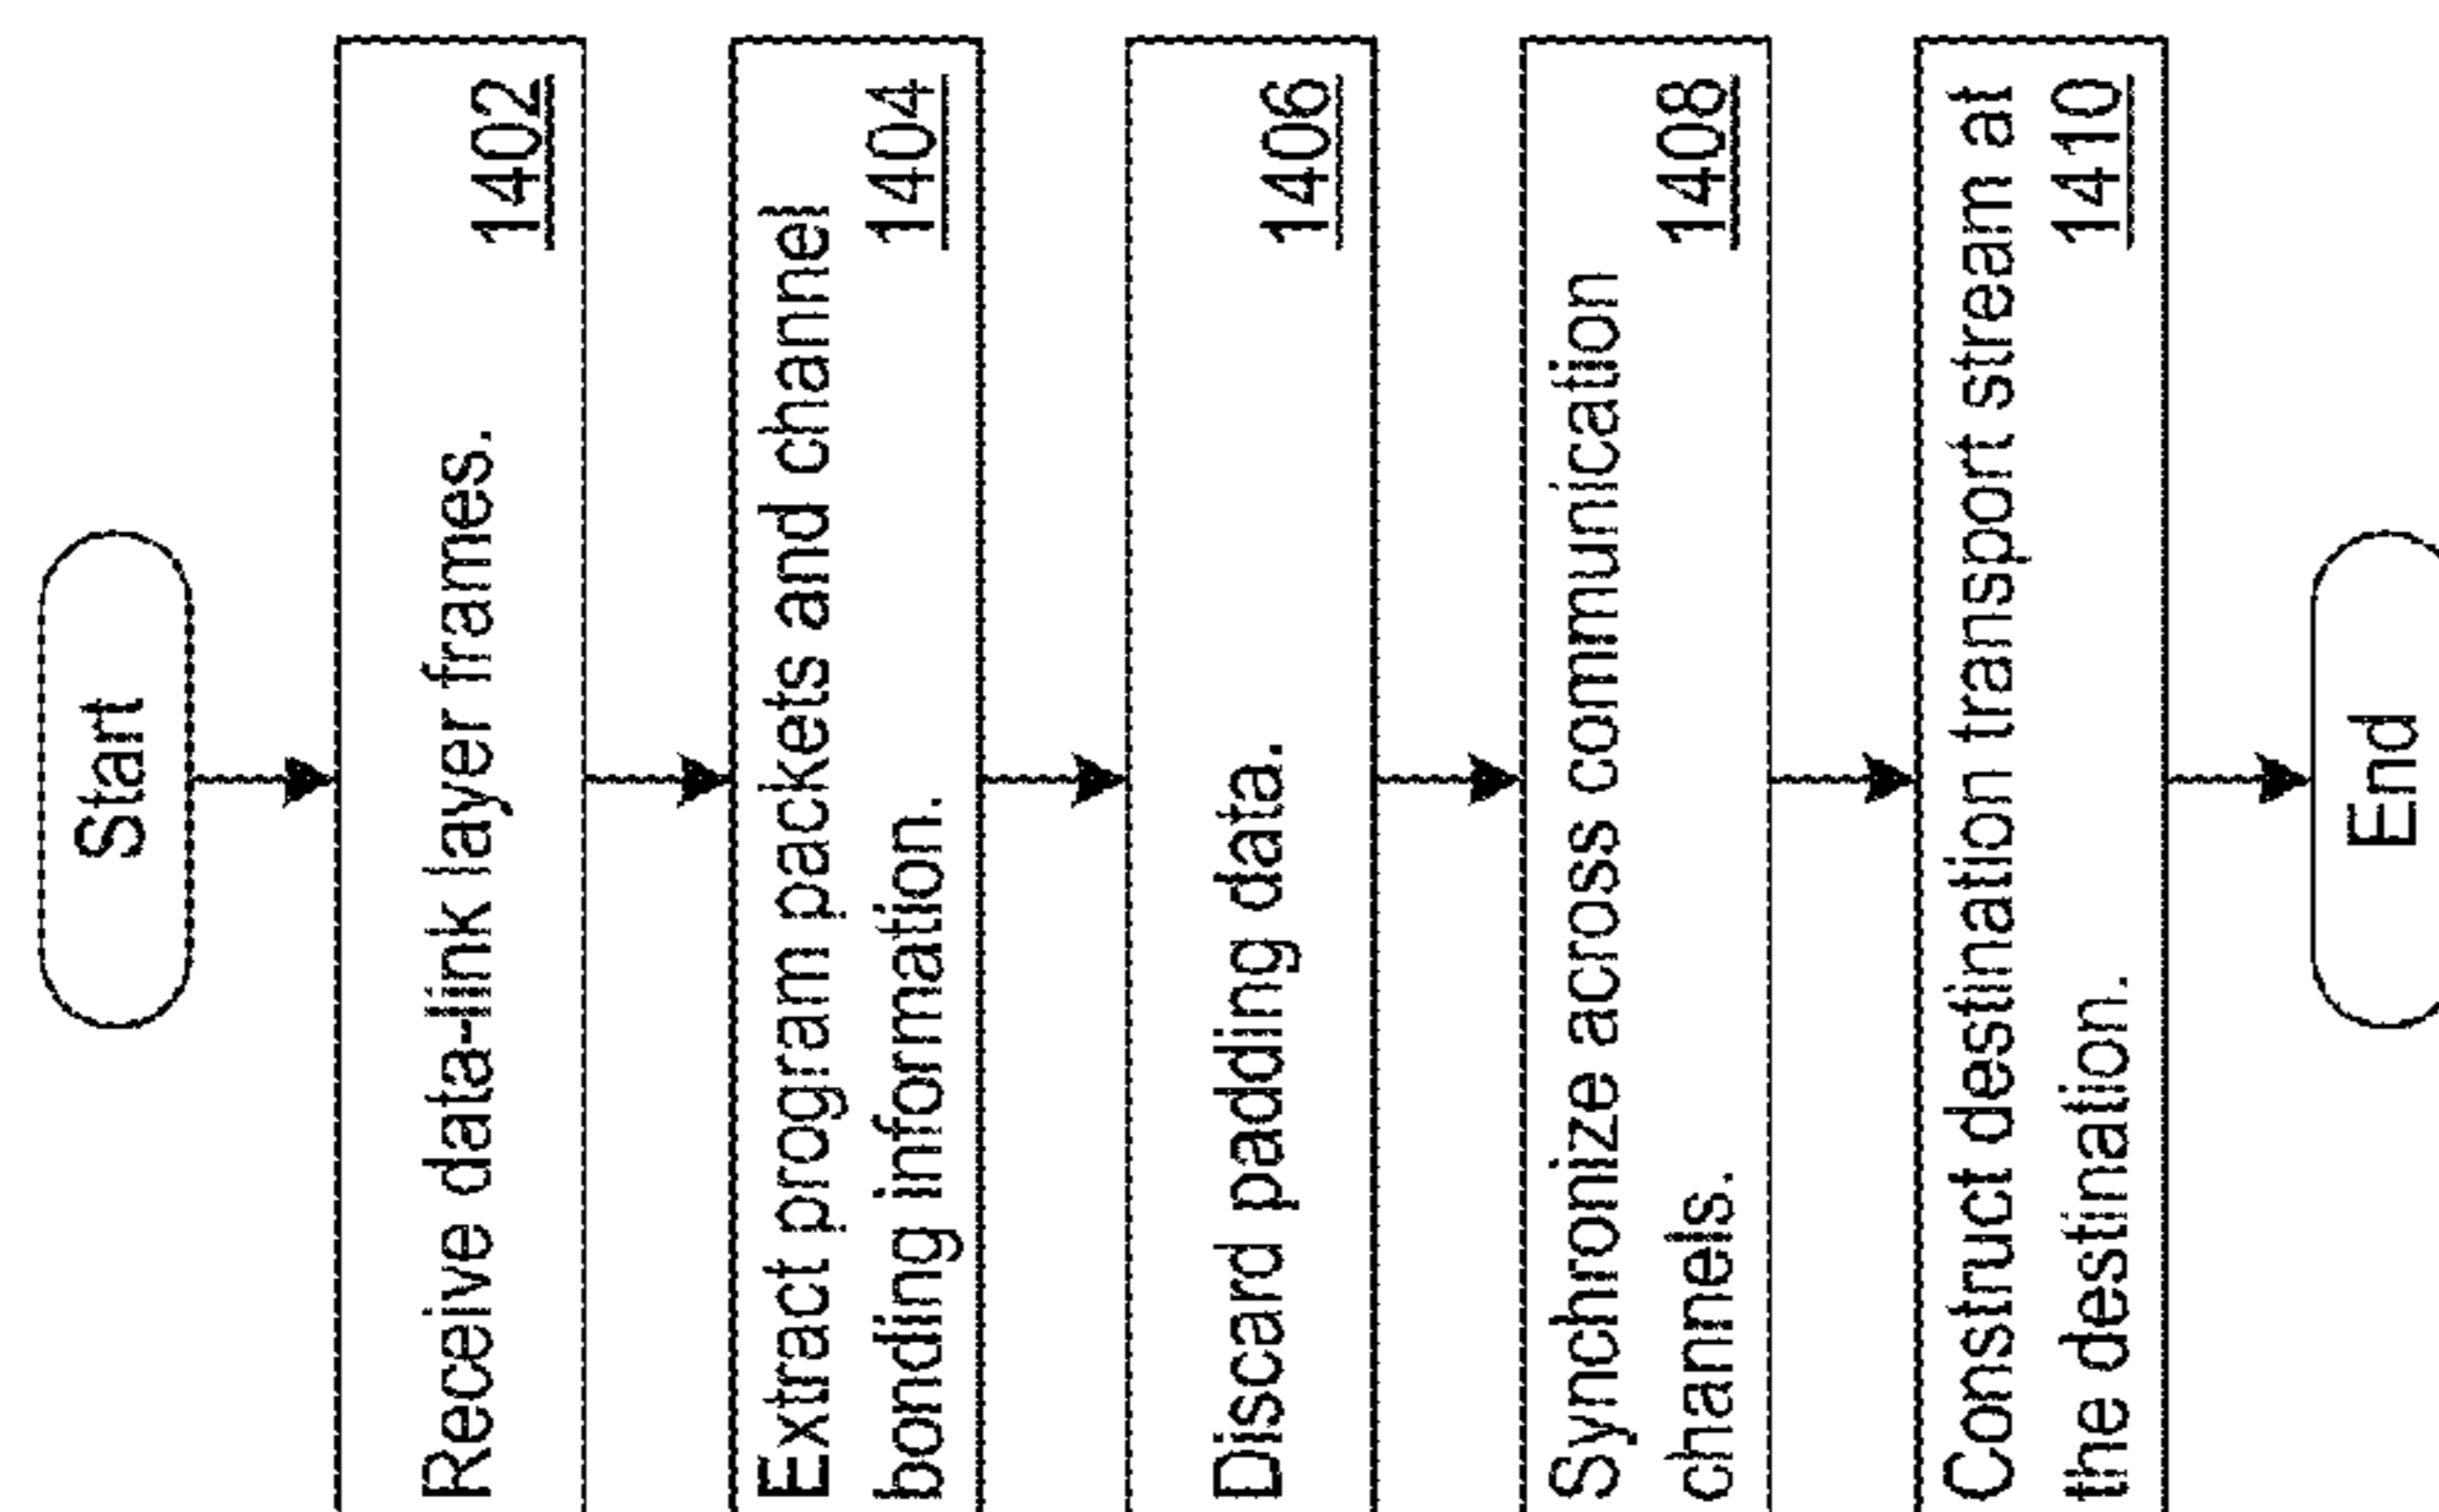 Start
Receive data-link layer frames.
1402
Extract program packets and channel
bonding information.
1404
Discard padding data.
1406
Synchronize across communication
channels.
1408
Construct destination transport stream at
the destination.
1410
End